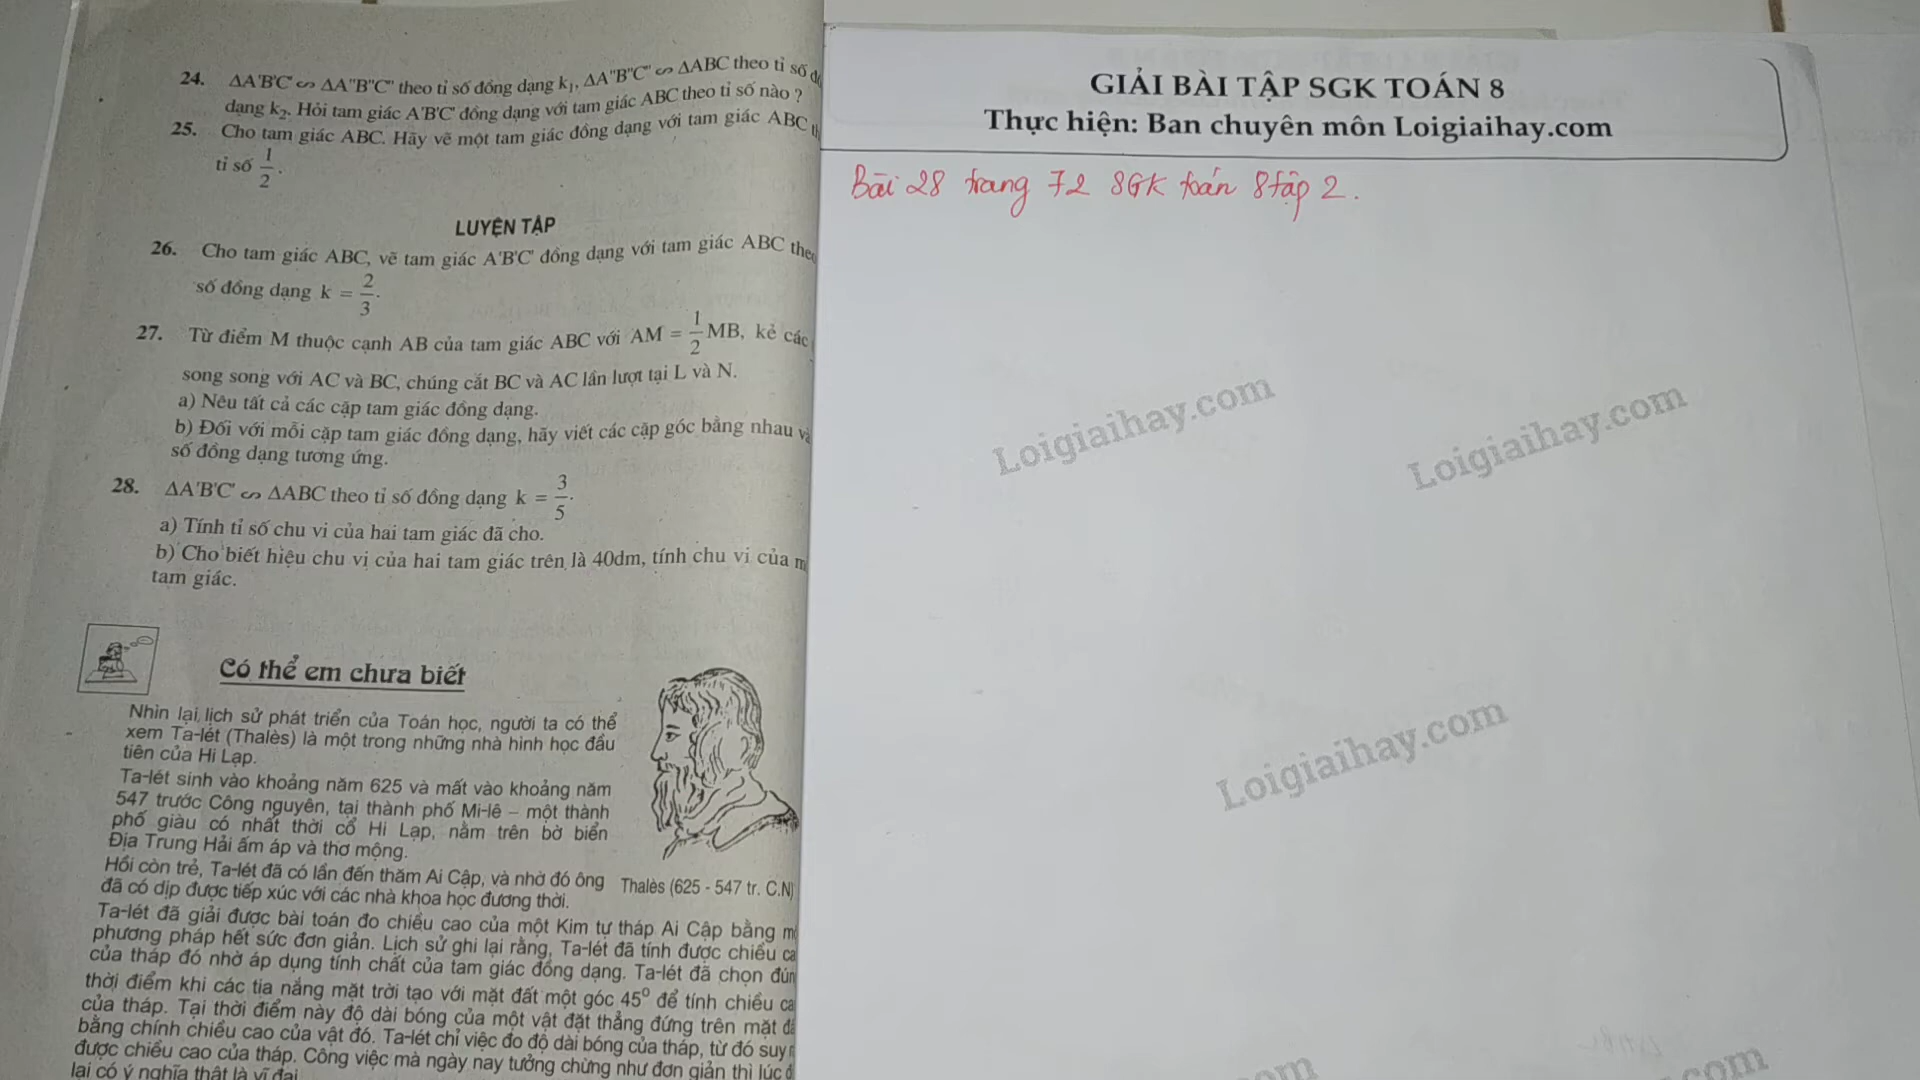 24. ΔA'B'C' ∽ ΔA"B"C" theo tỉ số đồng dạng k₁, ΔA"B"C" ∽ ΔABC theo tỉ số
dạng k₂. Hỏi tam giác A'B'C' đồng dạng với tam giác ABC theo tỉ số nào ?
25. Cho tam giác ABC. Hãy vẽ một tam giác đồng dạng với tam giác ABC
tỉ số 1/2.
LUYỆN TẬP
26. Cho tam giác ABC, vẽ tam giác A'B'C' đồng dạng với tam giác ABC
số đồng dạng k = 2/3.
27. Từ điểm M thuộc cạnh AB của tam giác ABC với AM = 1/2 MB, kẻ các
song song với AC và BC, chúng cắt BC và AC lần lượt tại L và N.
a) Nêu tất cả các cặp tam giác đồng dạng.
b) Đối với mỗi cặp tam giác đồng dạng, hãy viết các cặp góc bằng nhau
số đồng dạng tương ứng.
28. ΔA'B'C' ∽ ΔABC theo tỉ số đồng dạng k = 3/5.
a) Tính tỉ số chu vi của hai tam giác đã cho.
b) Cho biết hiệu chu vi của hai tam giác trên là 40dm, tính chu vi của
tam giác.
Có thể em chưa biết
Nhìn lại lịch sử phát triển của Toán học, người ta có thể
xem Ta-lét (Thalès) là một trong những nhà hình học đầu
tiên của Hi Lạp.
Ta-lét sinh vào khoảng năm 625 và mất vào khoảng năm
547 trước Công nguyên, tại thành phố Mi-lê – một thành
phố giàu có nhất thời cổ Hi Lạp, nằm trên bờ biển
Địa Trung Hải ấm áp và thơ mộng.
Hồi còn trẻ, Ta-lét đã có lần đến thăm Ai Cập, và nhờ đó ông
đã có dịp được tiếp xúc với các nhà khoa học đương thời.
Thalès (625 - 547 tr. C.N)
Ta-lét đã giải được bài toán đo chiều cao của một Kim tự tháp Ai Cập bằng
phương pháp hết sức đơn giản. Lịch sử ghi lại rằng, Ta-lét đã tính được chiều
của tháp đó nhờ áp dụng tính chất của tam giác đồng dạng. Ta-lét đã chọn
thời điểm khi các tia nắng mặt trời tạo với mặt đất một góc 45° để tính chiều
của tháp. Tại thời điểm này độ dài bóng của một vật đặt thẳng đứng trên mặt
bằng chính chiều cao của vật đó. Ta-lét chỉ việc đo độ dài bóng của tháp, từ đó suy
được chiều cao của tháp. Công việc mà ngày nay tưởng chừng như đơn giản thì lúc
lại có ý nghĩa thật là vĩ đại
GIẢI BÀI TẬP SGK TOÁN 8
Thực hiện: Ban chuyên môn Loigiaihay.com
Bài 28 trang 72 SGK toán 8 tập 2.
Loigiaihay.com
Loigiaihay.com
Loigiaihay.com